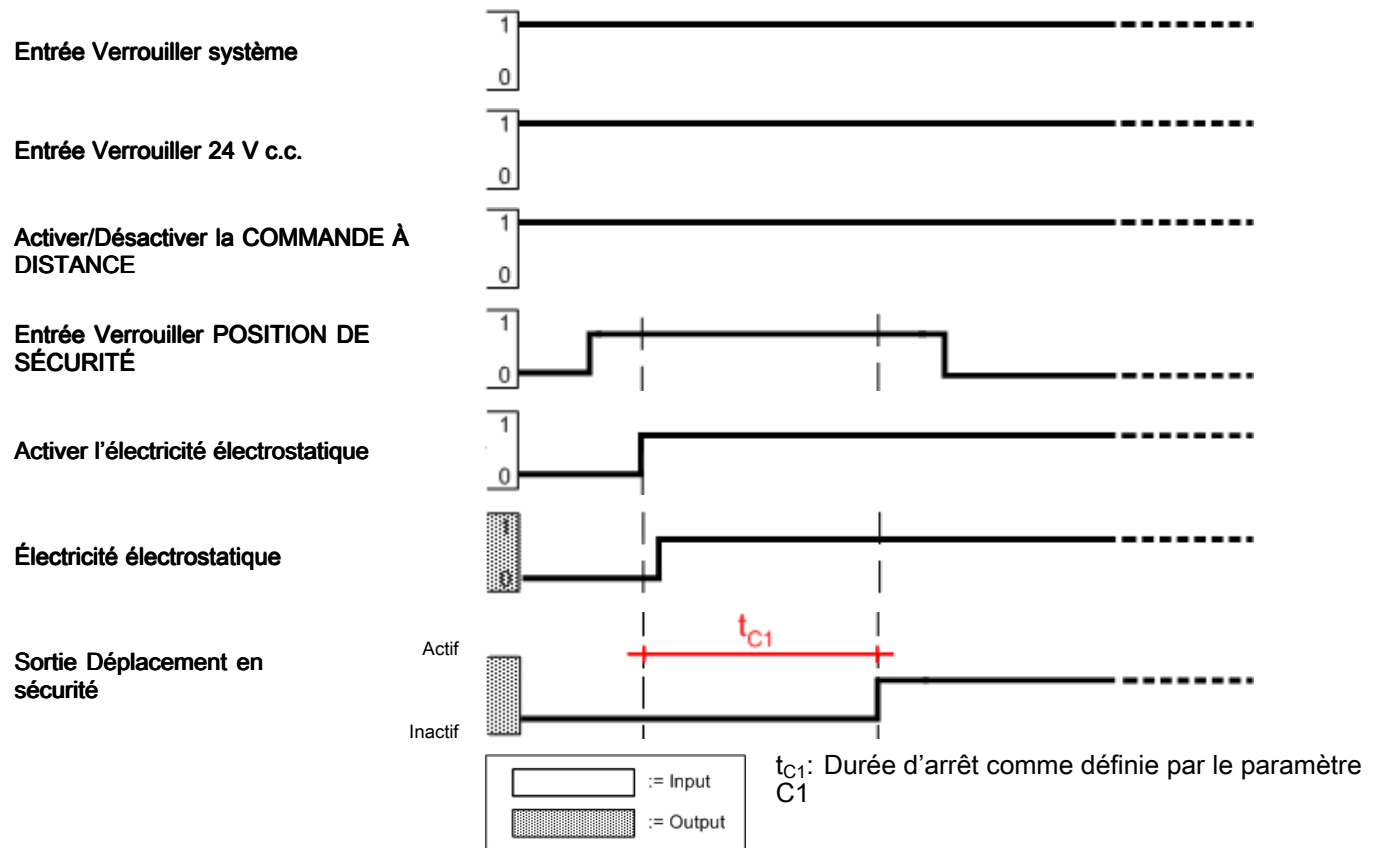 1
Entrée Verrouiller système
0
1
Entrée Verrouiller 24 V c.c.
0
1
Activer/Désactiver la COMMANDE À
DISTANCE
0
1
Entrée Verrouiller POSITION DE
SÉCURITÉ
0
1
Activer l'électricité électrostatique
0
1
Électricité électrostatique
0
tC1
Actif
Sortie Déplacement en
sécurité
Inactif
:= Input
:= Output
tC1: Durée d'arrêt comme définie par le paramètre
C1